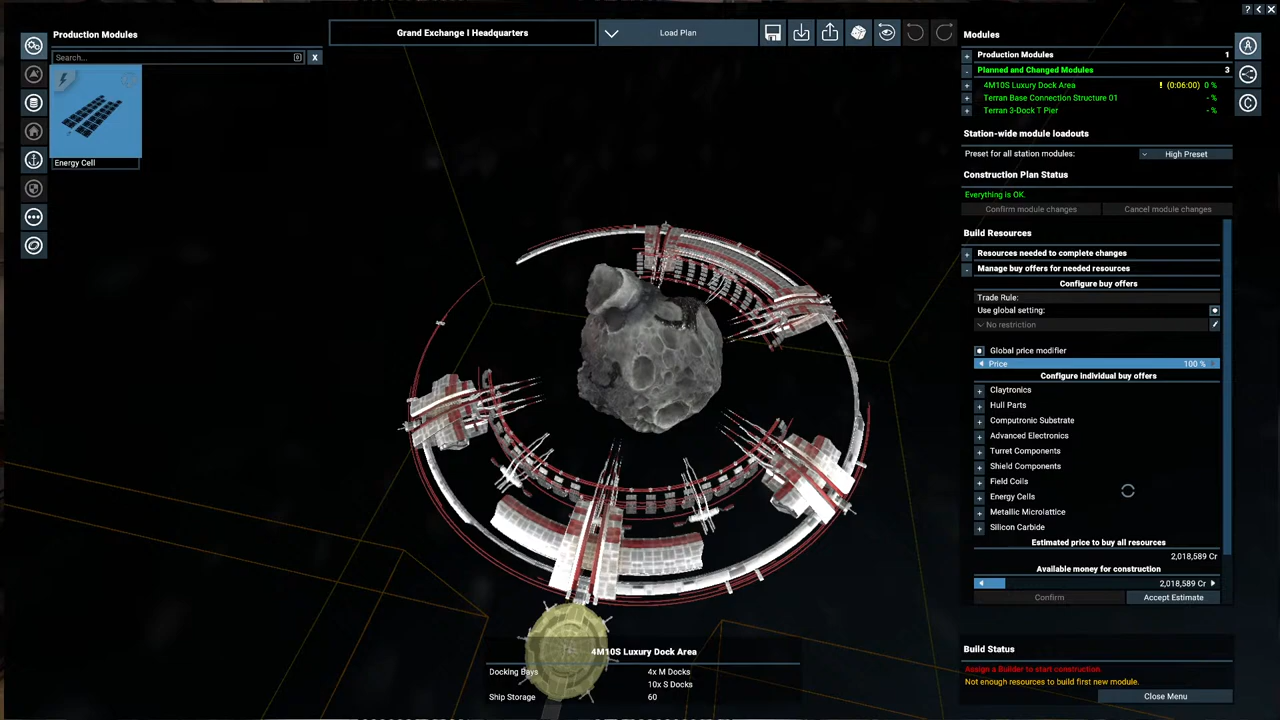 Production Modules
Search...
x
Energy Cell
Grand Exchange I Headquarters
Load Plan
? < X
Modules
+ Production Modules 1
- Planned and Changed Modules 3
+ 4M10S Luxury Dock Area ! (0:06:00) 0 %
+ Terran Base Connection Structure 01 - %
+ Terran 3-Dock T Pier - %
Station-wide module loadouts
Preset for all station modules: High Preset
Construction Plan Status
Everything is OK.
Confirm module changes Cancel module changes
Build Resources
+ Resources needed to complete changes
- Manage buy offers for needed resources
Configure buy offers
Trade Rule:
Use global setting:
No restriction
Global price modifier
Price 100 %
Configure individual buy offers
+ Claytronics
+ Hull Parts
+ Computronic Substrate
+ Advanced Electronics
+ Turret Components
+ Shield Components
+ Field Coils
+ Energy Cells
+ Metallic Microlattice
+ Silicon Carbide
Estimated price to buy all resources
2,018,589 Cr
Available money for construction
2,018,589 Cr
Confirm Accept Estimate
Build Status
Assign a Builder to start construction.
Not enough resources to build first new module.
Close Menu
4M10S Luxury Dock Area
Docking Bays 4x M Docks
10x S Docks
Ship Storage 60